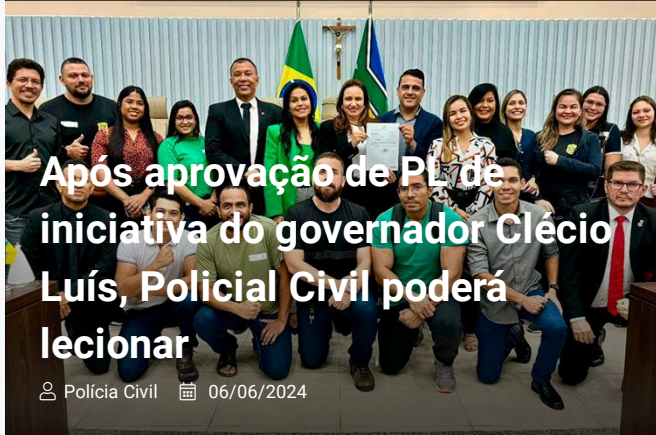 Após aprovação de PL de
iniciativa do governador Clécio
Luís, Policial Civil poderá
lecionar
Polícia Civil 06/06/2024